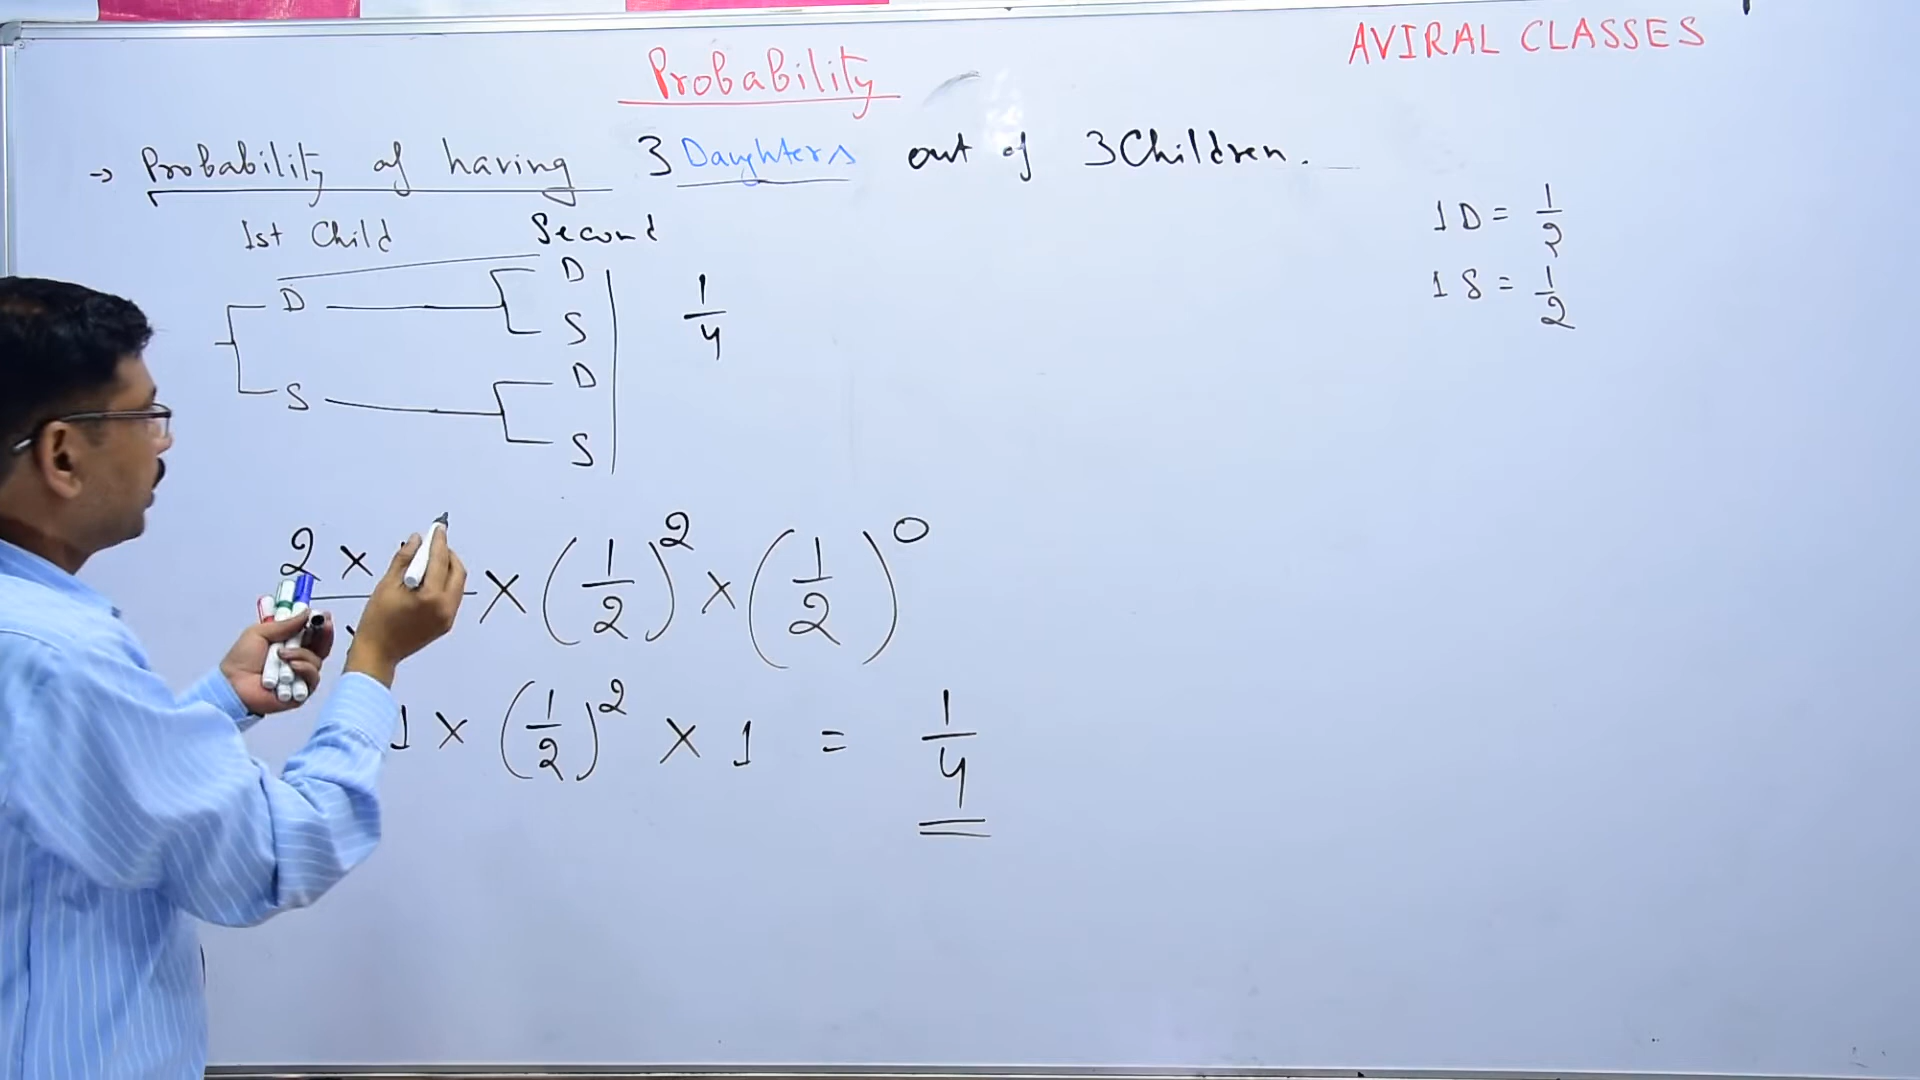 AVIRAL CLASSES
Probability
→ Probability of having 3 Daughters out of 3 Children.
1st Child Second
D D
S
S D
S
1/4
1D = 1/2
1S = 1/2
2 × × (1/2)² × (1/2)⁰
1 × (1/2)² × 1 = 1/4